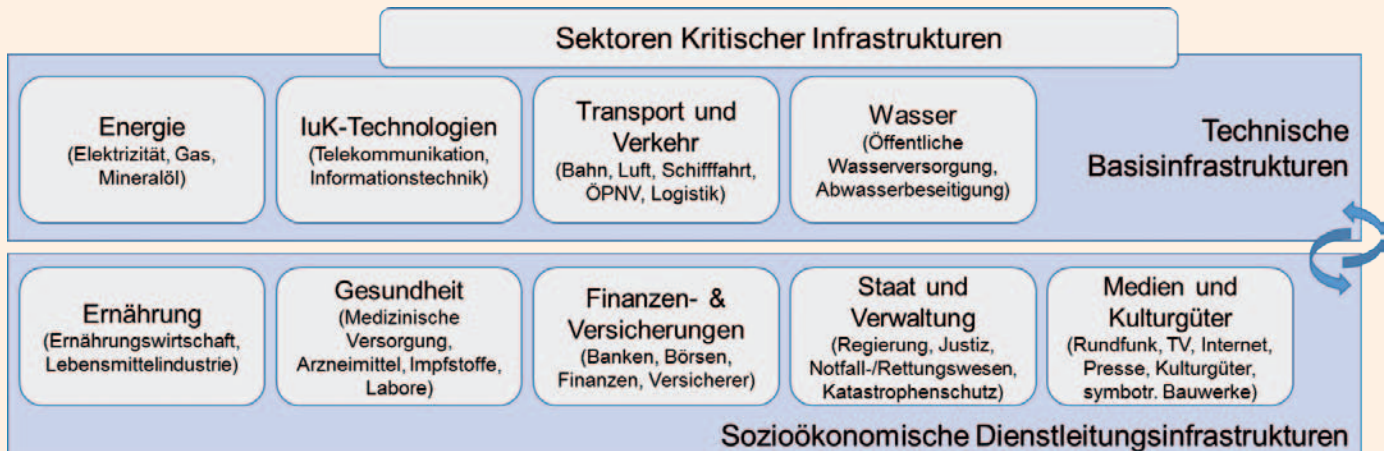 Sektoren Kritischer Infrastrukturen
Energie
(Elektrizität, Gas,
Mineralöl)
IuK-Technologien
(Telekommunikation,
Informationstechnik)
Transport und
Verkehr
(Bahn, Luft, Schifffahrt,
ÖPNV, Logistik)
Wasser
(Öffentliche
Wasserversorgung,
Abwasserbeseitigung)
Technische
Basisinfrastrukturen
Ernährung
(Ernährungswirtschaft,
Lebensmittelindustrie)
Gesundheit
(Medizinische
Versorgung,
Arzneimittel, Impfstoffe,
Labore)
Finanzen- &
Versicherungen
(Banken, Börsen,
Finanzen, Versicherer)
Staat und
Verwaltung
(Regierung, Justiz,
Notfall-/Rettungswesen,
Katastrophenschutz)
Medien und
Kulturgüter
(Rundfunk, TV, Internet,
Presse, Kulturgüter,
symbotr. Bauwerke)
Sozioökonomische Dienstleitungsinfrastrukturen